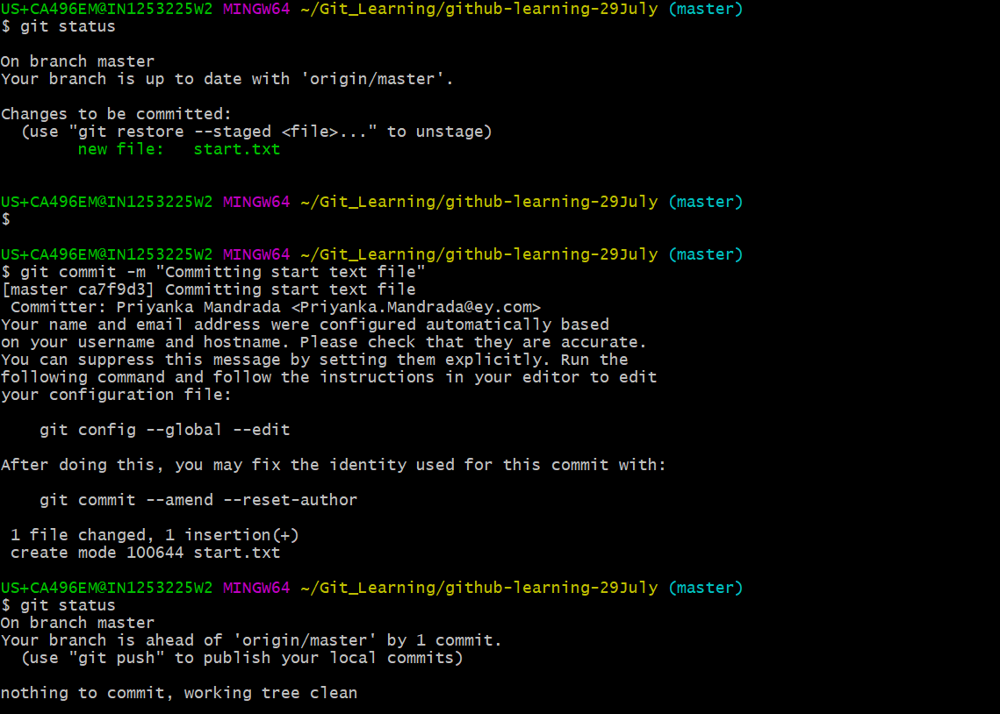 US+CA496EM@IN1253225W2 MINGW64 ~/Git_Learning/github-learning-29July (master)
$ git status
On branch master
Your branch is up to date with 'origin/master'.
Changes to be committed:
  (use "git restore --staged <file>..." to unstage)
        new file:   start.txt
US+CA496EM@IN1253225W2 MINGW64 ~/Git_Learning/github-learning-29July (master)
$
US+CA496EM@IN1253225W2 MINGW64 ~/Git_Learning/github-learning-29July (master)
$ git commit -m "Committing start text file"
[master ca7f9d3] Committing start text file
 Committer: Priyanka Mandrada <Priyanka.Mandrada@ey.com>
Your name and email address were configured automatically based
on your username and hostname. Please check that they are accurate.
You can suppress this message by setting them explicitly. Run the
following command and follow the instructions in your editor to edit
your configuration file:
    git config --global --edit
After doing this, you may fix the identity used for this commit with:
    git commit --amend --reset-author
 1 file changed, 1 insertion(+)
 create mode 100644 start.txt
US+CA496EM@IN1253225W2 MINGW64 ~/Git_Learning/github-learning-29July (master)
$ git status
On branch master
Your branch is ahead of 'origin/master' by 1 commit.
  (use "git push" to publish your local commits)
nothing to commit, working tree clean